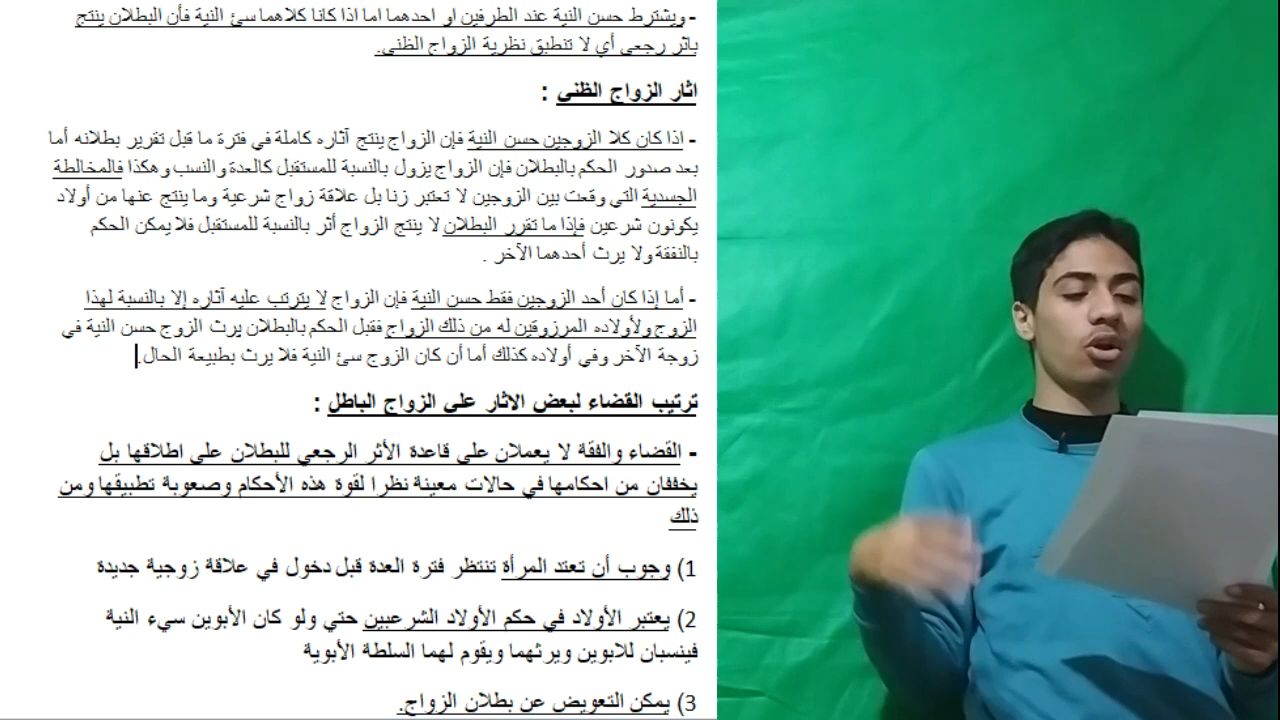 - ويشترط حسن النية عند الطرفين او احدهما اما اذا كانا كلاهما سئ النية فأن البطلان ينتج
باثر رجعى أي لا تنطبق نظرية الزواج الظنى.
اثار الزواج الظني :
- اذا كان كلا الزوجين حسن النية فإن الزواج ينتج آثاره كاملة في فترة ما قبل تقرير بطلانه أما
بعد صدور الحكم بالبطلان فإن الزواج يزول بالنسبة للمستقبل كالعدة والنسب وهكذا فالمخالطة
الجسدية التي وقعت بين الزوجين لا تعتبر زنا بل علاقة زواج شرعية وما ينتج عنها من أولاد
يكونون شرعين فإذا ما تقرر البطلان لا ينتج الزواج أثر بالنسبة للمستقبل فلا يمكن الحكم
بالنفقة ولا يرث أحدهما الآخر .
- أما إذا كان أحد الزوجين فقط حسن النية فإن الزواج لا يترتب عليه آثاره إلا بالنسبة لهذا
الزوج ولأولاده المرزوقين له من ذلك الزواج فقبل الحكم بالبطلان يرث الزوج حسن النية في
زوجة الآخر وفي أولاده كذلك أما أن كان الزوج سئ النية فلا يرث بطبيعة الحال.
ترتيب القضاء لبعض الاثار علي الزواج الباطل :
- القضاء والفقة لا يعملان علي قاعدة الأثر الرجعي للبطلان علي اطلاقها بل
يخففان من احكامها في حالات معينة نظرا لقوة هذه الأحكام وصعوبة تطبيقها ومن
ذلك
1) وجوب أن تعتد المرأة تنتظر فترة العدة قبل دخول في علاقة زوجية جديدة
2) يعتبر الأولاد في حكم الأولاد الشرعيين حتي ولو كان الأبوين سيء النية
فينسبان للابوين ويرثهما ويقوم لهما السلطة الأبوية
3) يمكن التعويض عن بطلان الزواج.